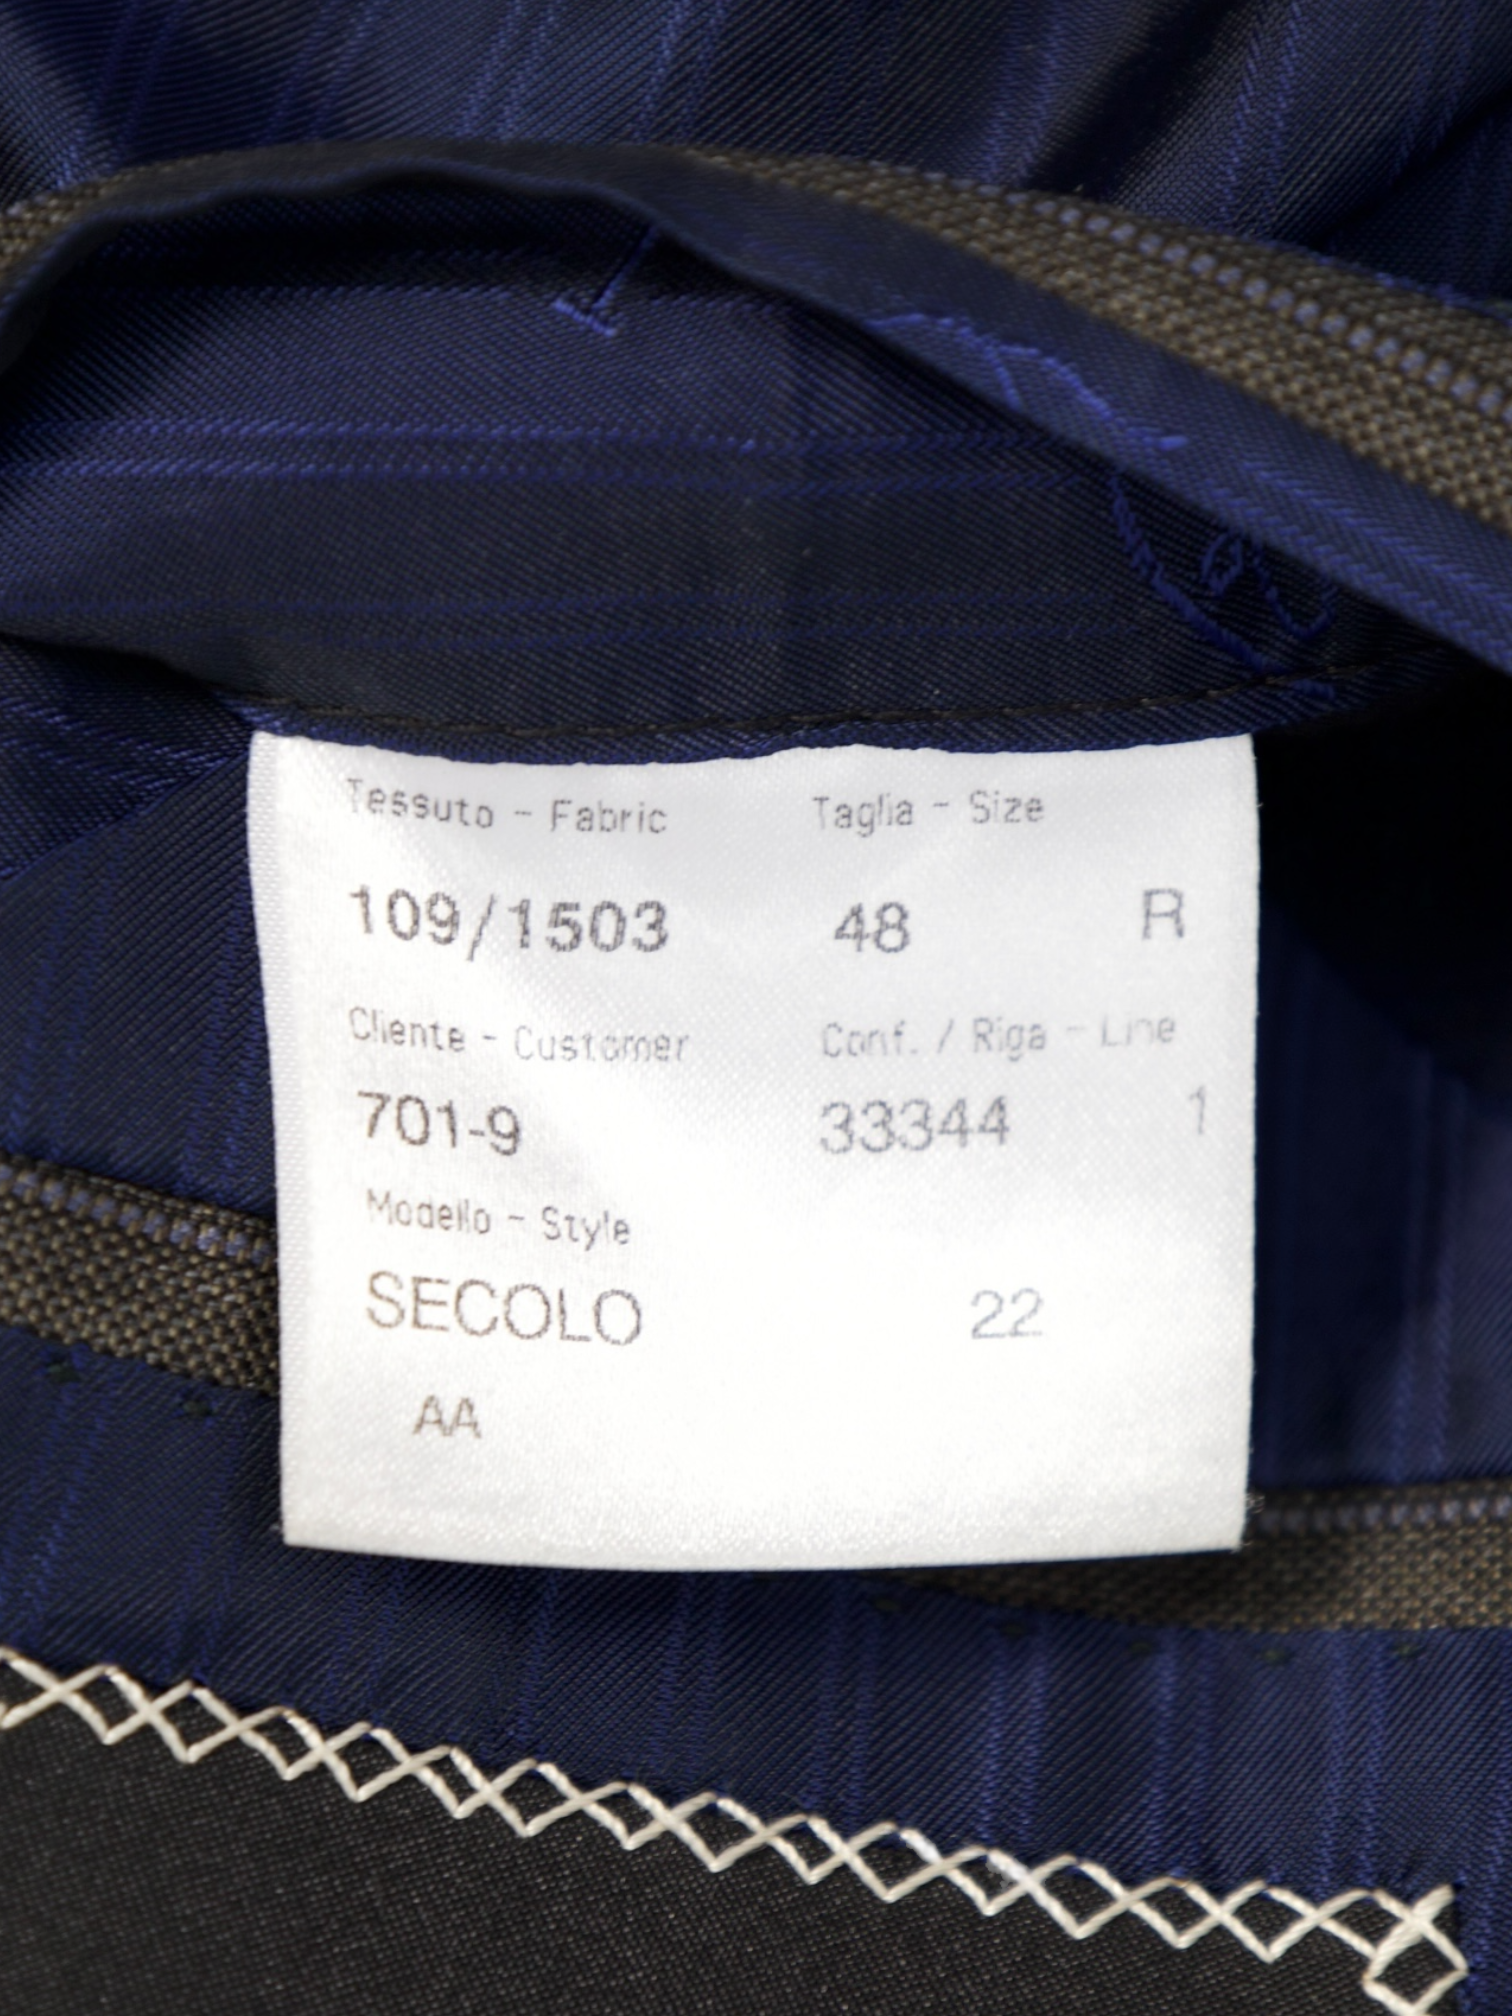 Tessuto - Fabric Taglia - Size
109/1503 48 R
Cliente - Customer Conf. / Riga - Line
701-9 33344 1
Modello - Style
SECOLO 22
AA